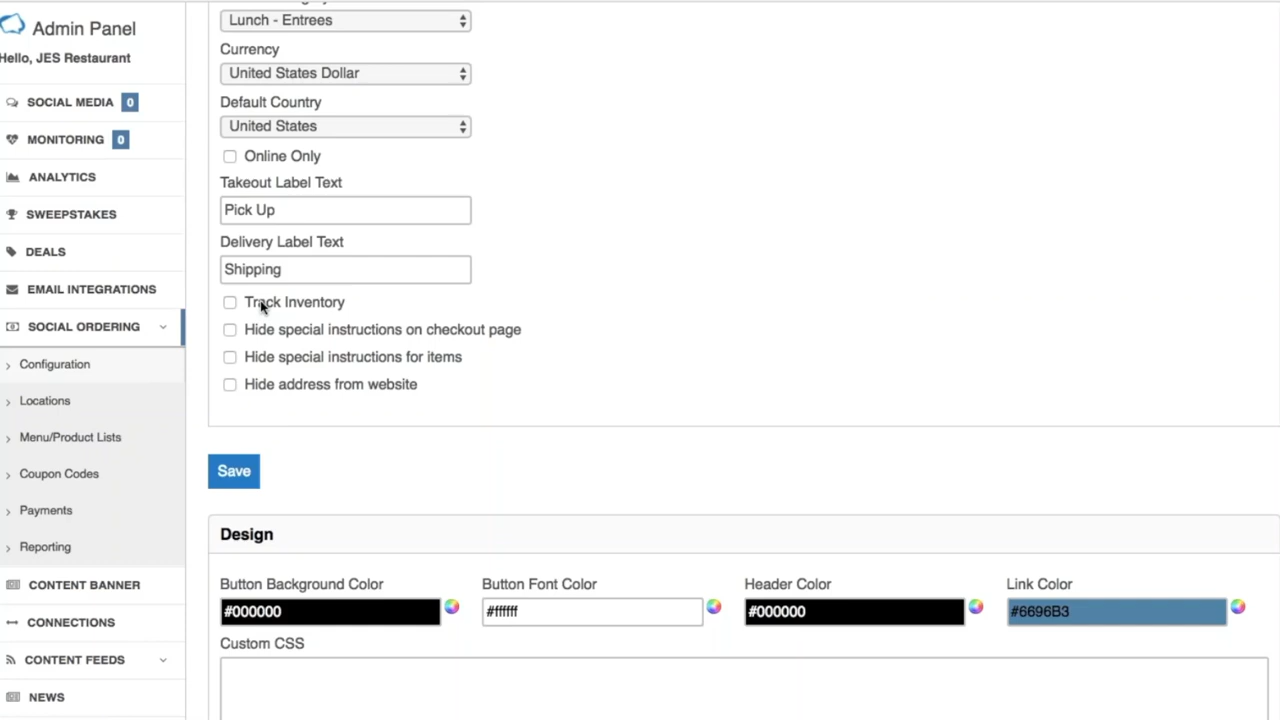 Admin Panel
Hello, JES Restaurant
SOCIAL MEDIA 0
MONITORING 0
ANALYTICS
SWEEPSTAKES
DEALS
EMAIL INTEGRATIONS
SOCIAL ORDERING
Configuration
Locations
Menu/Product Lists
Coupon Codes
Payments
Reporting
CONTENT BANNER
CONNECTIONS
CONTENT FEEDS
NEWS
Lunch - Entrees
Currency
United States Dollar
Default Country
United States
Online Only
Takeout Label Text
Pick Up
Delivery Label Text
Shipping
Track Inventory
Hide special instructions on checkout page
Hide special instructions for items
Hide address from website
Save
Design
Button Background Color
#000000
Button Font Color
#ffffff
Header Color
#000000
Link Color
#6696B3
Custom CSS